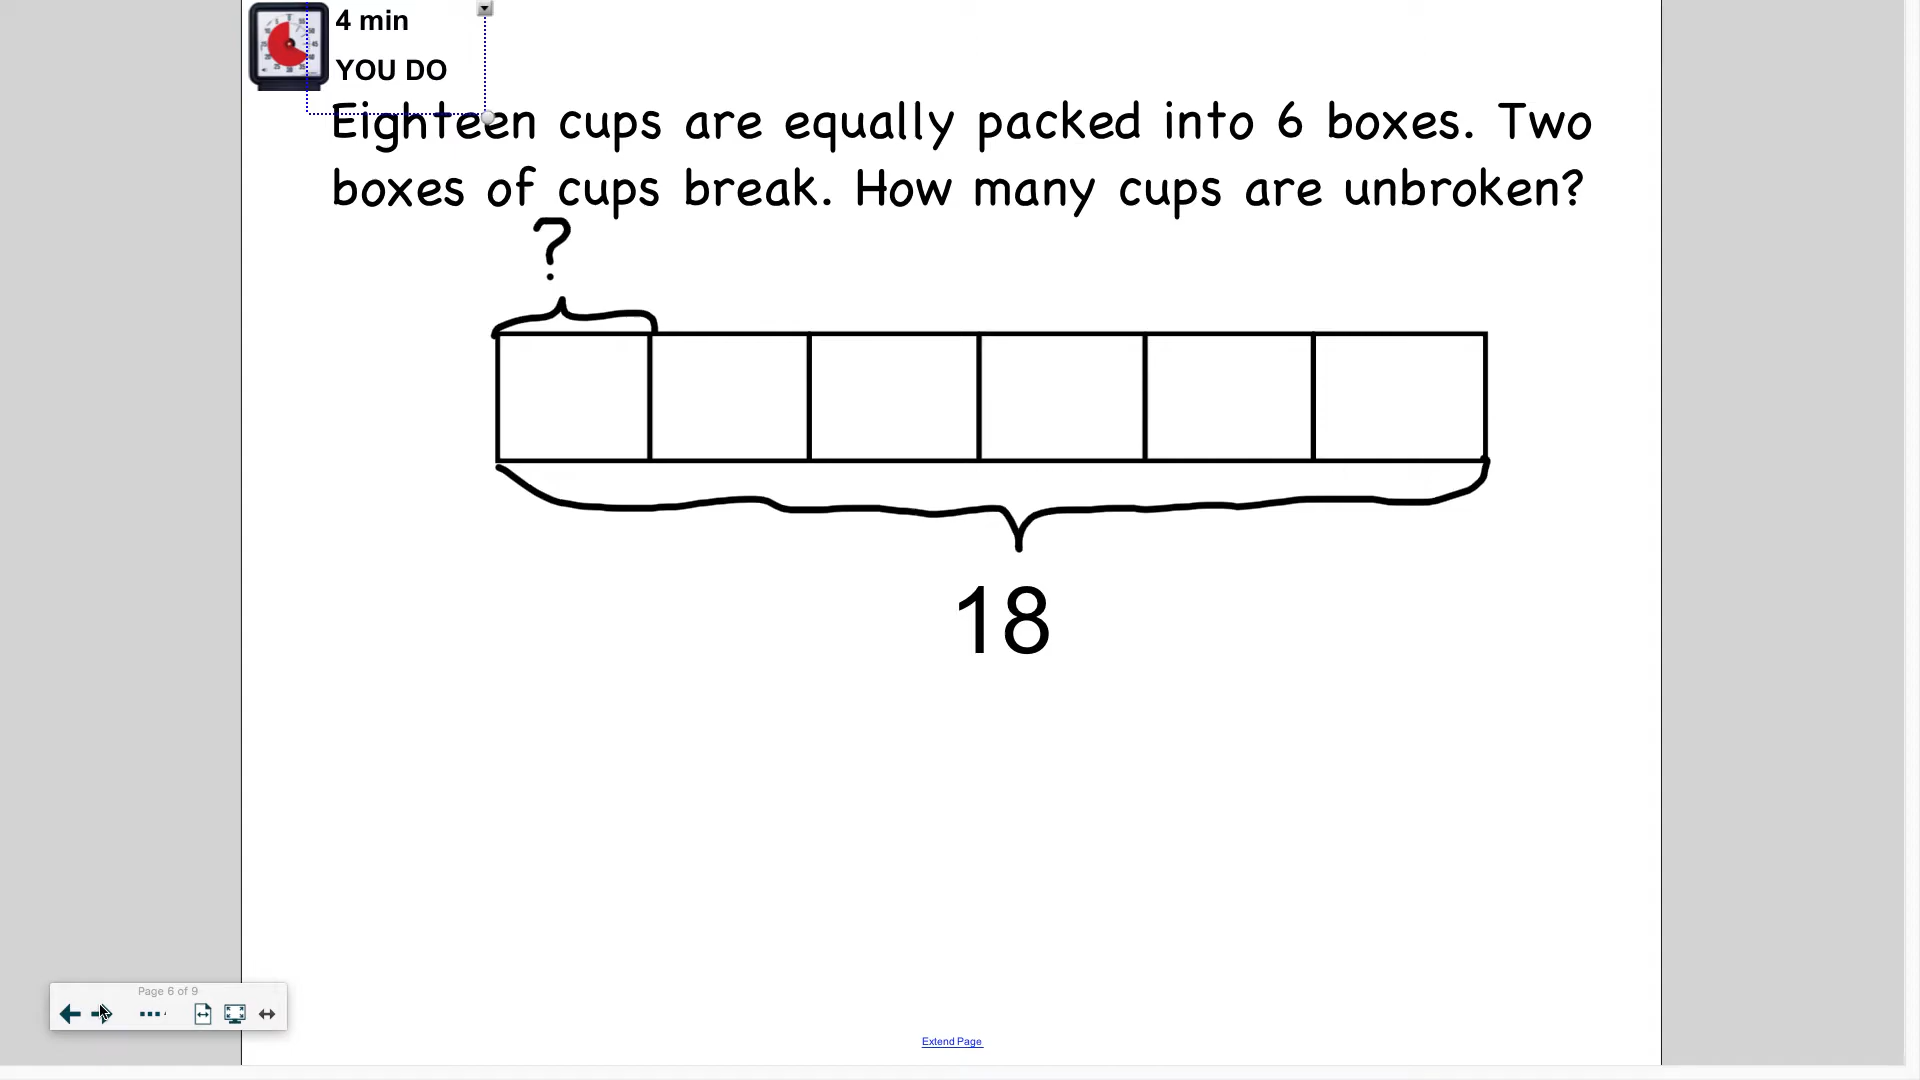 4 min
YOU DO
Eighteen cups are equally packed into 6 boxes. Two
boxes of cups break. How many cups are unbroken?
?
18
Page 6 of 9
Extend Page